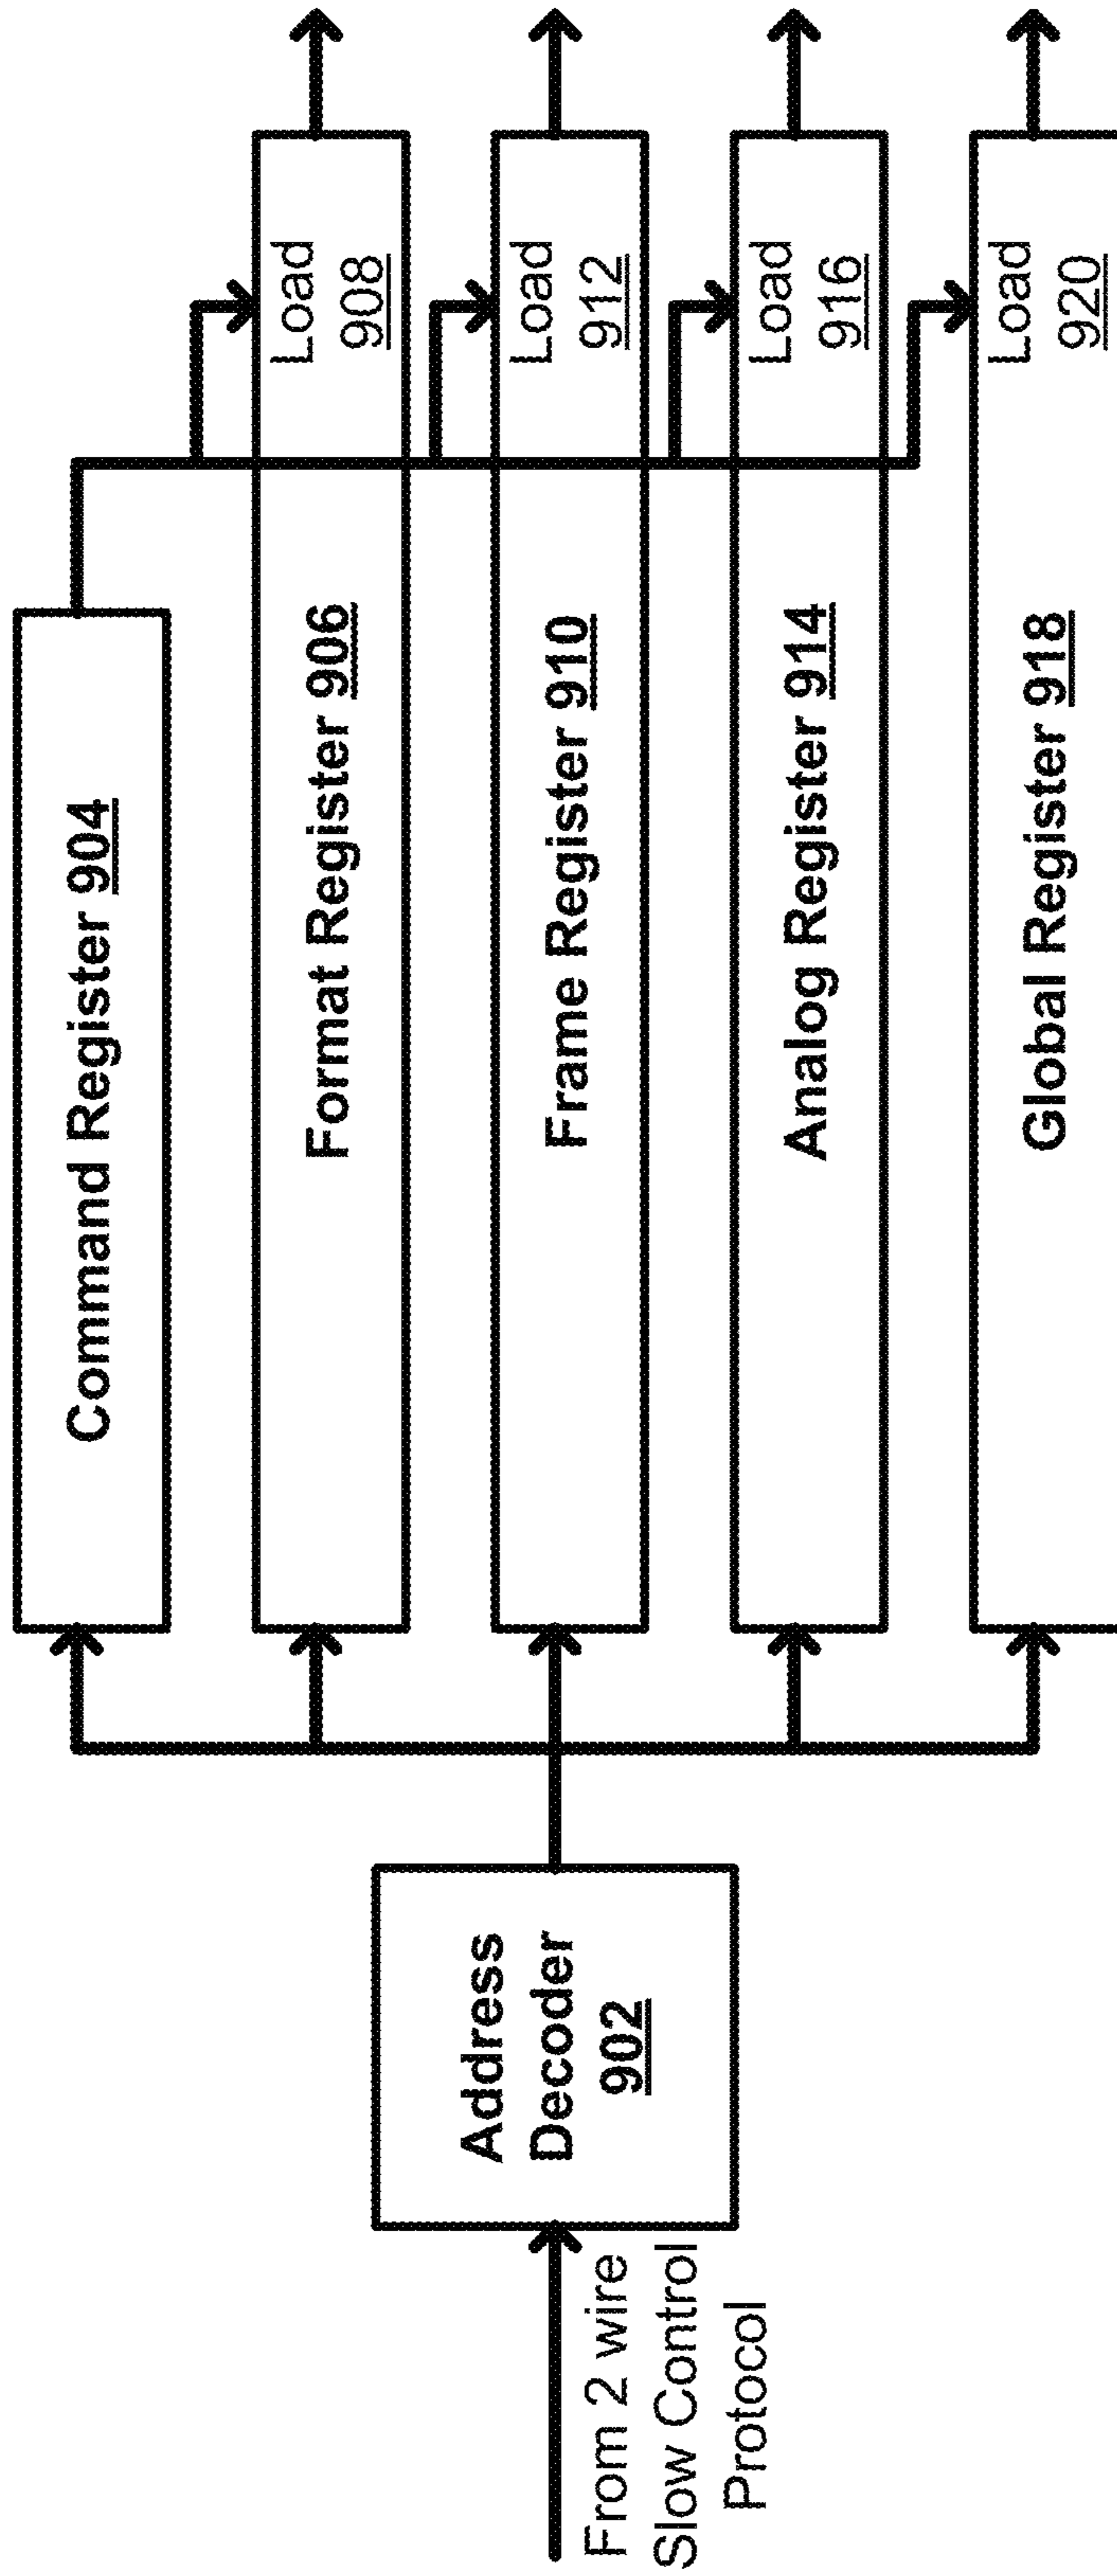 From 2 wire
Slow Control
Protocol
Address
Decoder
902
Command Register 904
Format Register 906
Load
908
Frame Register 910
Load
912
Analog Register 914
Load
916
Global Register 918
Load
920